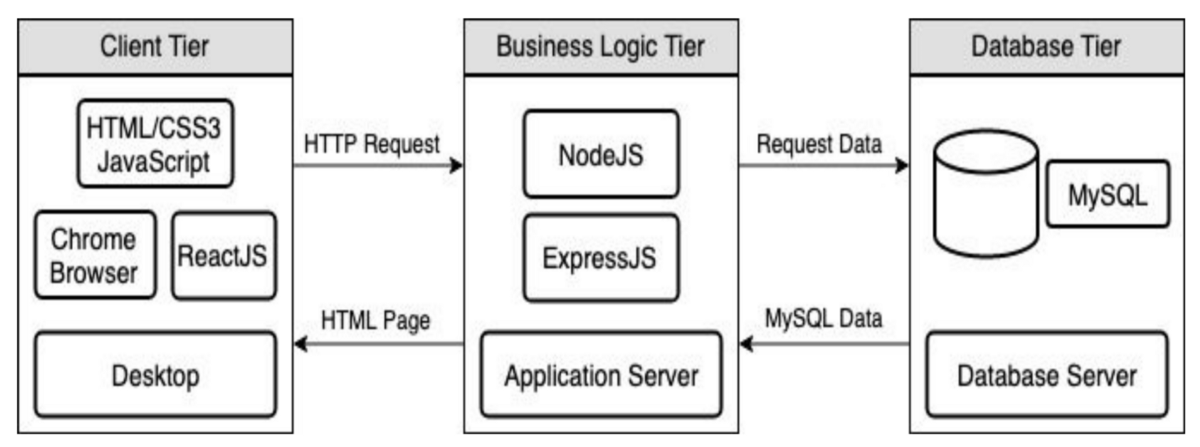 Client Tier
HTML/CSS3
JavaScript
Chrome
Browser
ReactJS
Desktop
HTTP Request
HTML Page
Business Logic Tier
NodeJS
ExpressJS
Application Server
Request Data
MySQL Data
Database Tier
MySQL
Database Server